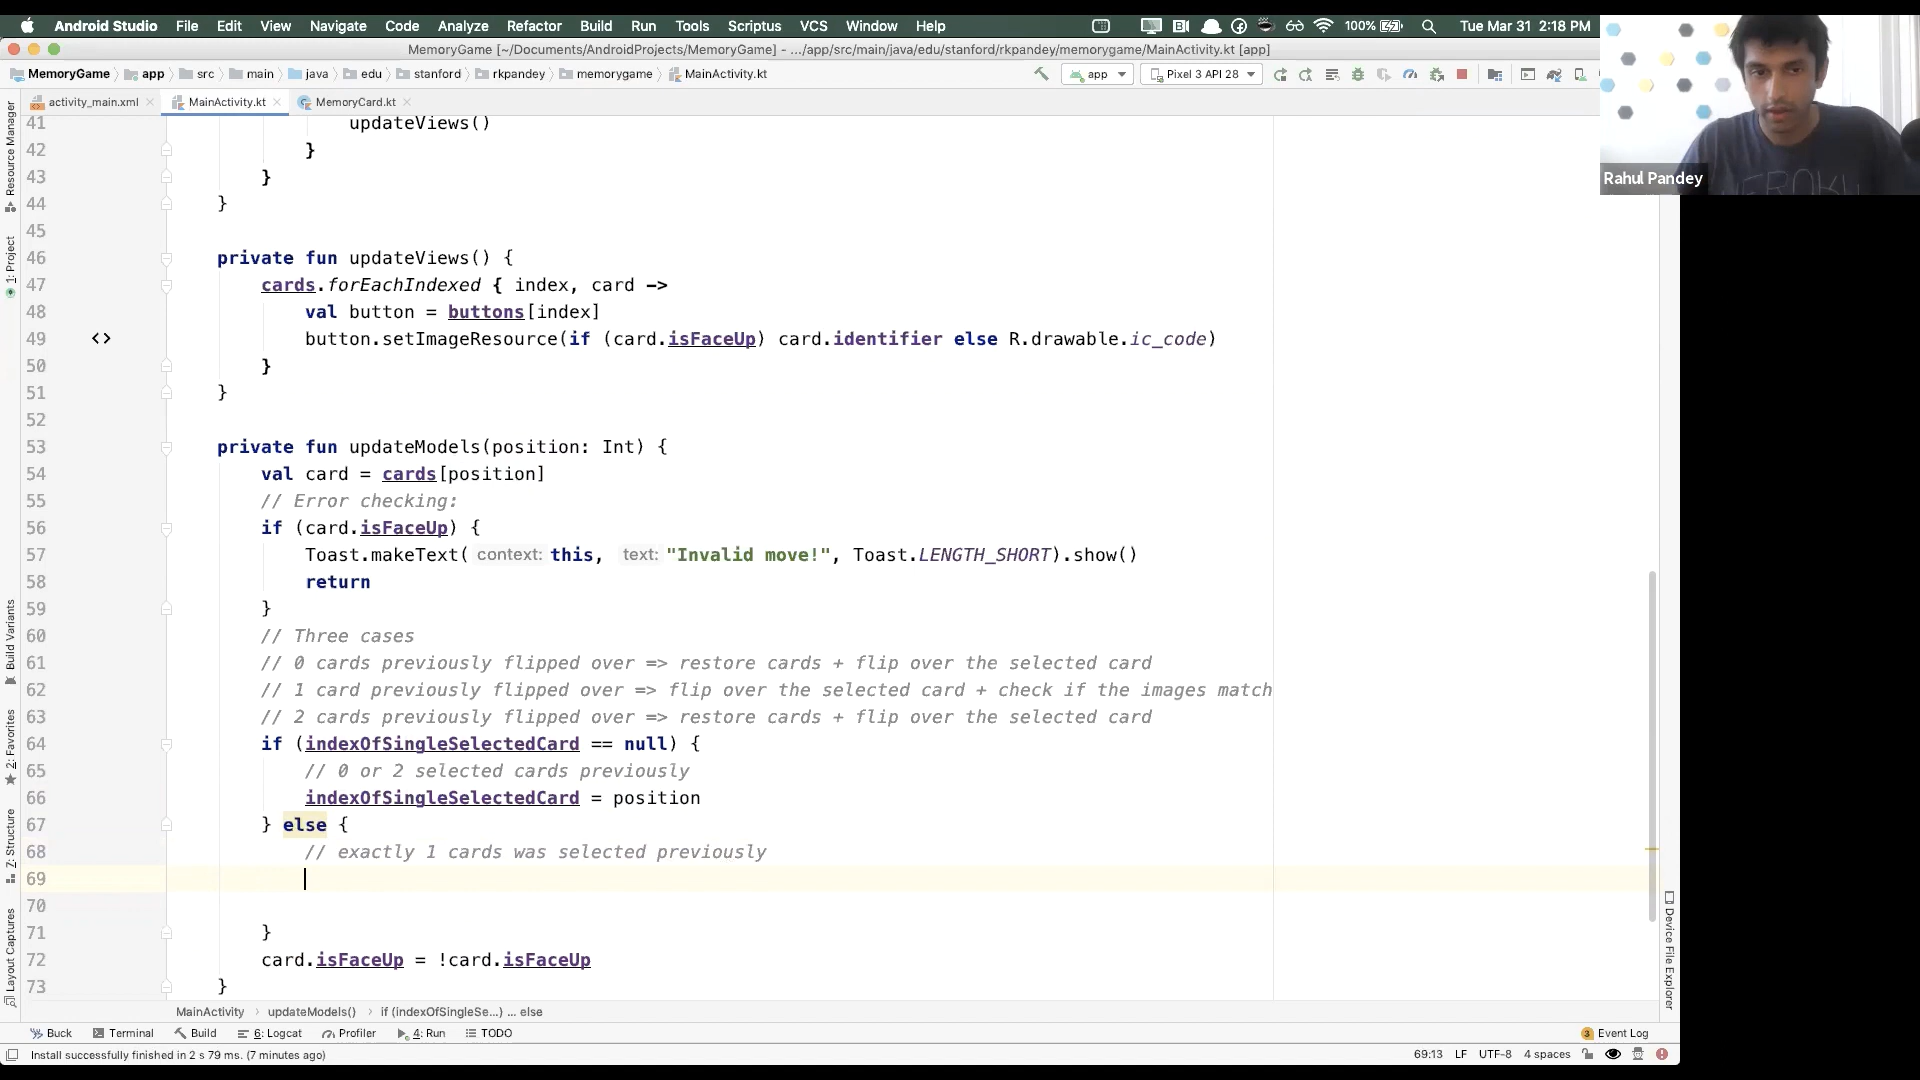 Android Studio File Edit View Navigate Code Analyze Refactor Build Run Tools Scriptus VCS Window Help 100% Tue Mar 31 2:18 PM
MemoryGame [~/Documents/AndroidProjects/MemoryGame] - .../app/src/main/java/edu/stanford/rkpandey/memorygame/MainActivity.kt [app]
MemoryGame app src main java edu stanford rkpandey memorygame MainActivity.kt app Pixel 3 API 28
activity_main.xml MainActivity.kt MemoryCard.kt
Rahul Pandey
Resource Manager
1: Project
Build Variants
2: Favorites
7: Structure
Layout Captures
41 updateViews()
42 }
43 }
44 }
45
46 private fun updateViews() {
47 cards.forEachIndexed { index, card ->
48 val button = buttons[index]
49 <> button.setImageResource(if (card.isFaceUp) card.identifier else R.drawable.ic_code)
50 }
51 }
52
53 private fun updateModels(position: Int) {
54 val card = cards[position]
55 // Error checking:
56 if (card.isFaceUp) {
57 Toast.makeText( context: this, text: "Invalid move!", Toast.LENGTH_SHORT).show()
58 return
59 }
60 // Three cases
61 // 0 cards previously flipped over => restore cards + flip over the selected card
62 // 1 card previously flipped over => flip over the selected card + check if the images match
63 // 2 cards previously flipped over => restore cards + flip over the selected card
64 if (indexOfSingleSelectedCard == null) {
65 // 0 or 2 selected cards previously
66 indexOfSingleSelectedCard = position
67 } else {
68 // exactly 1 cards was selected previously
69
70
71 }
72 card.isFaceUp = !card.isFaceUp
73 }
Device File Explorer
MainActivity updateModels() if (indexOfSingleSe...) ... else
Buck Terminal Build 6: Logcat Profiler 4: Run TODO 3 Event Log
Install successfully finished in 2 s 79 ms. (7 minutes ago) 69:13 LF UTF-8 4 spaces